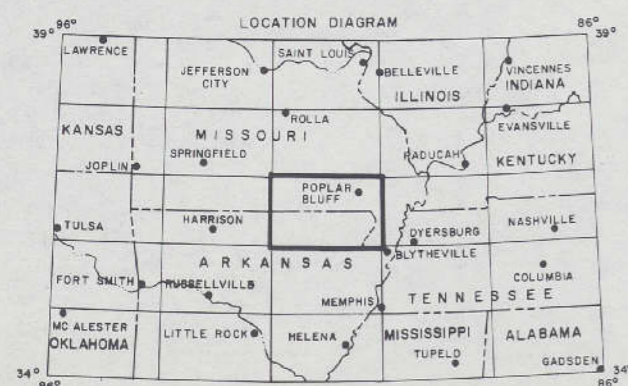 LOCATION DIAGRAM
39° 96° 86° 39°
LAWRENCE
SAINT LOUIS
VINCENNES
JEFFERSON
CITY
BELLEVILLE
INDIANA
ILLINOIS
ROLLA
EVANSVILLE
KANSAS
MISSOURI
PADUCAH
KENTUCKY
JOPLIN
SPRINGFIELD
POPLAR
BLUFF
TULSA
HARRISON
DYERSBURG
NASHVILLE
BLYTHEVILLE
ARKANSAS
COLUMBIA
FORT SMITH
RUSSELLVILLE
MEMPHIS
TENNESSEE
MC ALESTER
OKLAHOMA
LITTLE ROCK
HELENA
MISSISSIPPI
ALABAMA
TUPELO
GADSDEN
34° 96° 86° 34°